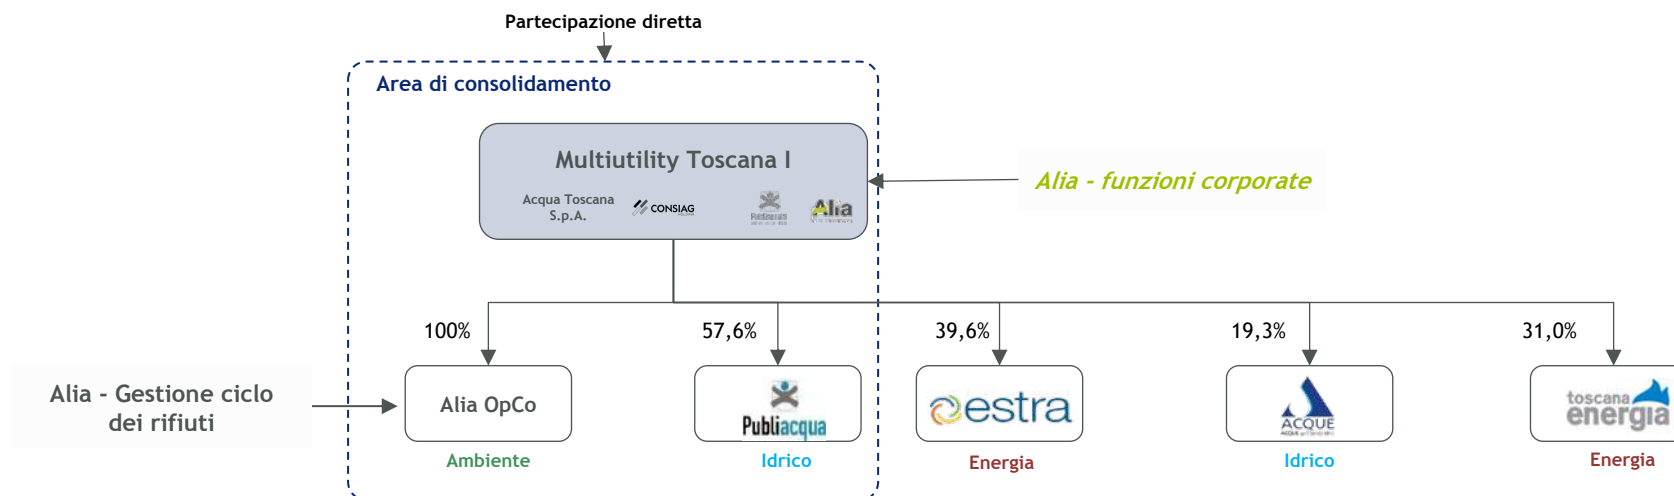 Partecipazione diretta
Area di consolidamento
Multiutility Toscana I
Acqua Toscana
S.p.A.
CONSIAG
Publiservizi
Alia
Alia - funzioni corporate
100%
57,6%
39,6%
19,3%
31,0%
Alia - Gestione ciclo
dei rifiuti
Alia OpCo
Publiacqua
estra
ACQUE
toscana
energia
Ambiente
Idrico
Energia
Idrico
Energia